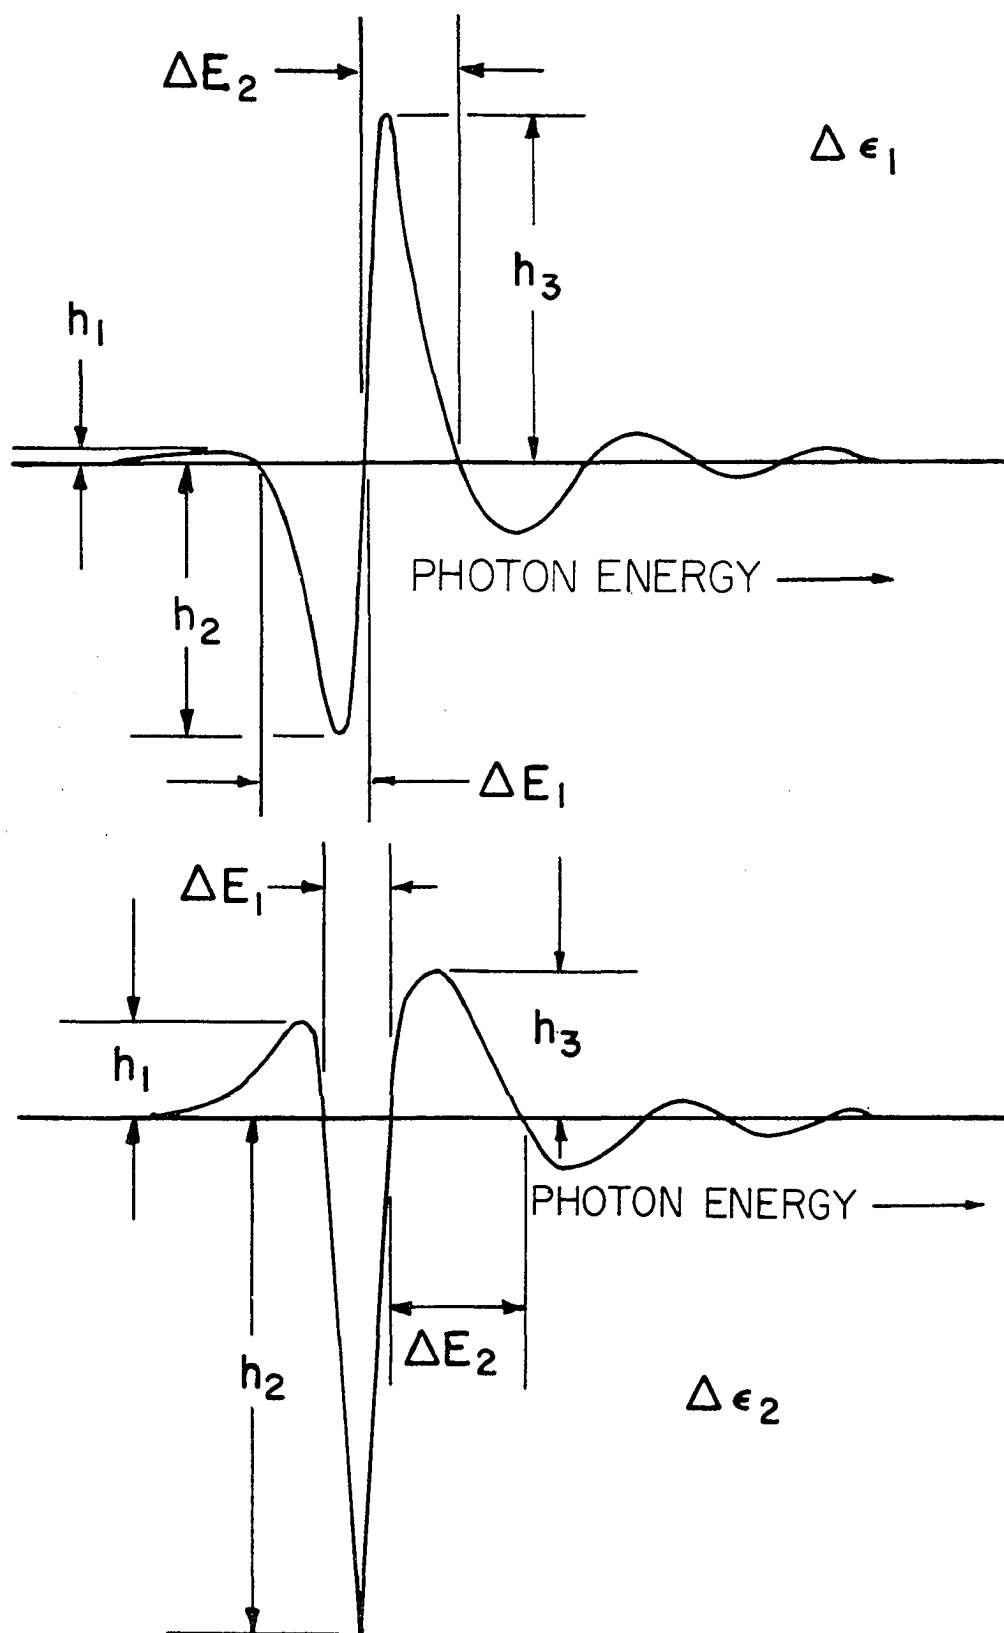 ΔE₂
Δϵ₁
h₃
h₁
PHOTON ENERGY
h₂
ΔE₁
ΔE₁
h₃
h₁
PHOTON ENERGY
ΔE₂
h₂
Δϵ₂